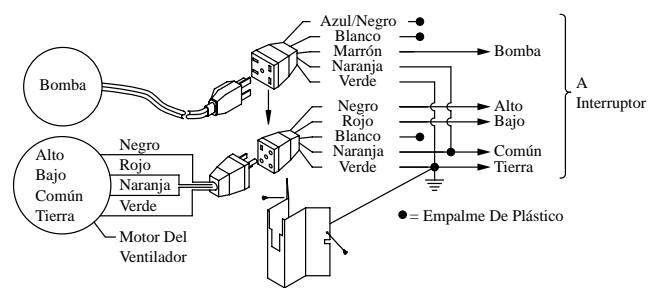 Azul/Negro
Blanco
Marrón
Bomba
Naranja
Verde
Bomba
A
Interruptor
Negro
Alto
Rojo
Bajo
Blanco
Naranja
Común
Verde
Tierra
Alto
Bajo
Común
Tierra
Negro
Rojo
Naranja
Verde
Motor Del
Ventilador
= Empalme De Plástico